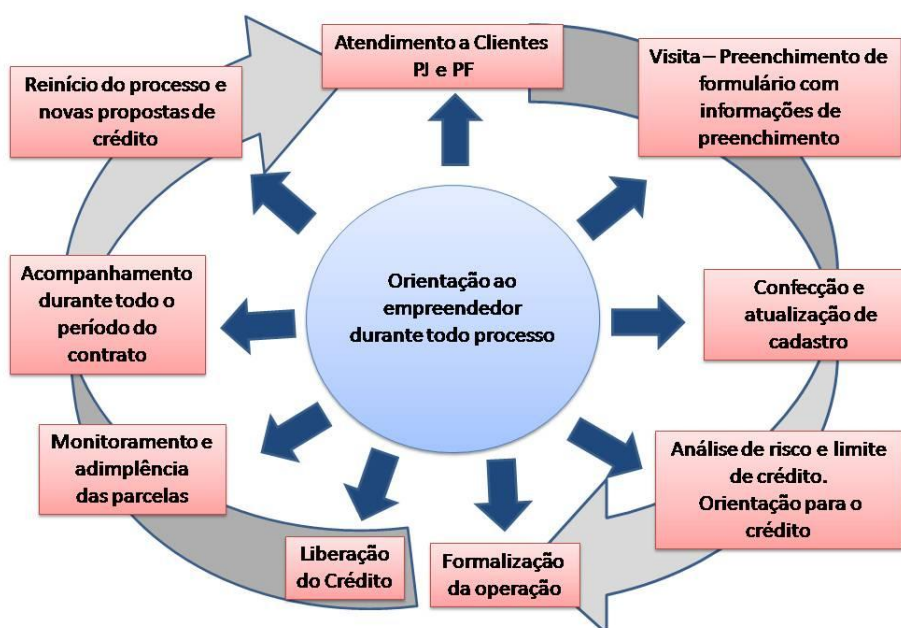 Atendimento a Clientes
PJ e PF
Visita – Preenchimento de
formulário com
informações de
preenchimento
Confecção e
atualização de
cadastro
Análise de risco e limite
de crédito.
Orientação para o
crédito
Formalização
da operação
Liberação
do Crédito
Monitoramento e
adimplência
das parcelas
Acompanhamento
durante todo o
período do
contrato
Reinício do processo e
novas propostas de
crédito
Orientação ao
empreendedor
durante todo processo